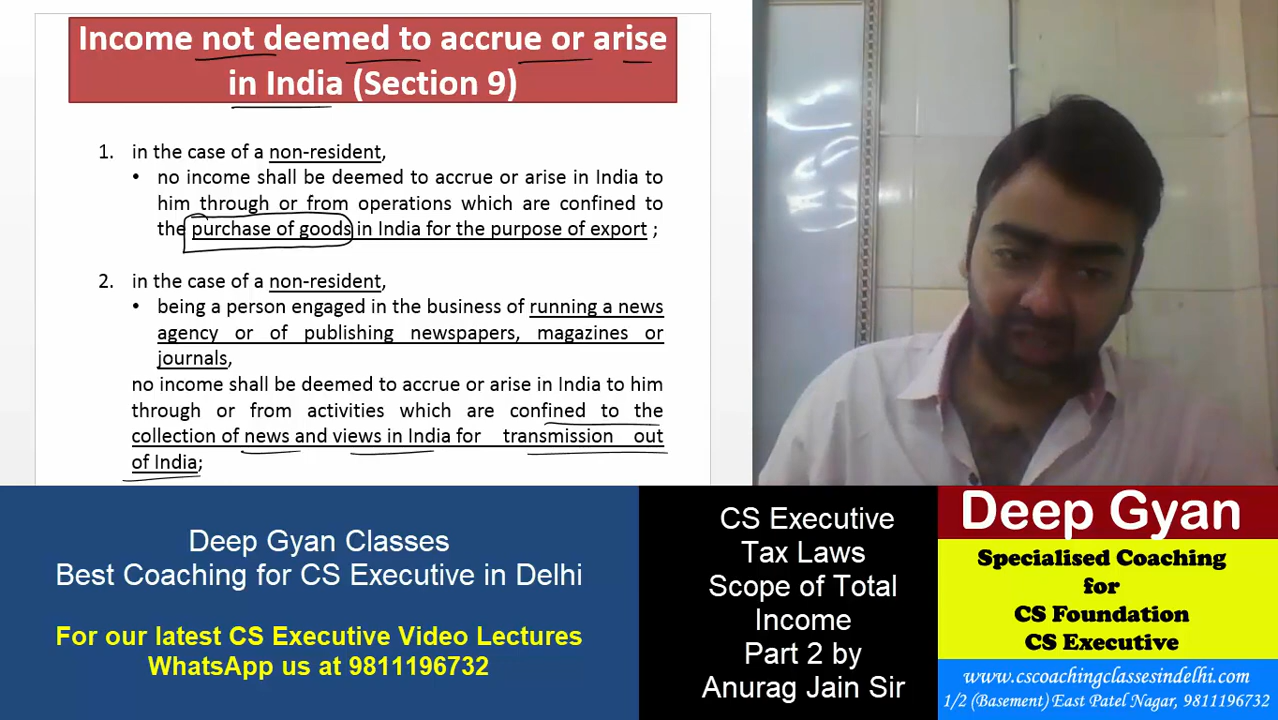 Income not deemed to accrue or arise
in India (Section 9)
1. in the case of a non-resident,
• no income shall be deemed to accrue or arise in India to
him through or from operations which are confined to
the purchase of goods in India for the purpose of export ;
2. in the case of a non-resident,
• being a person engaged in the business of running a news
agency or of publishing newspapers, magazines or
journals,
no income shall be deemed to accrue or arise in India to him
through or from activities which are confined to the
collection of news and views in India for transmission out
of India;
Deep Gyan Classes
Best Coaching for CS Executive in Delhi
For our latest CS Executive Video Lectures
WhatsApp us at 9811196732
CS Executive
Tax Laws
Scope of Total
Income
Part 2 by
Anurag Jain Sir
Deep Gyan
Specialised Coaching
for
CS Foundation
CS Executive
www.cscoachingclassesindelhi.com
1/2 (Basement) East Patel Nagar, 9811196732